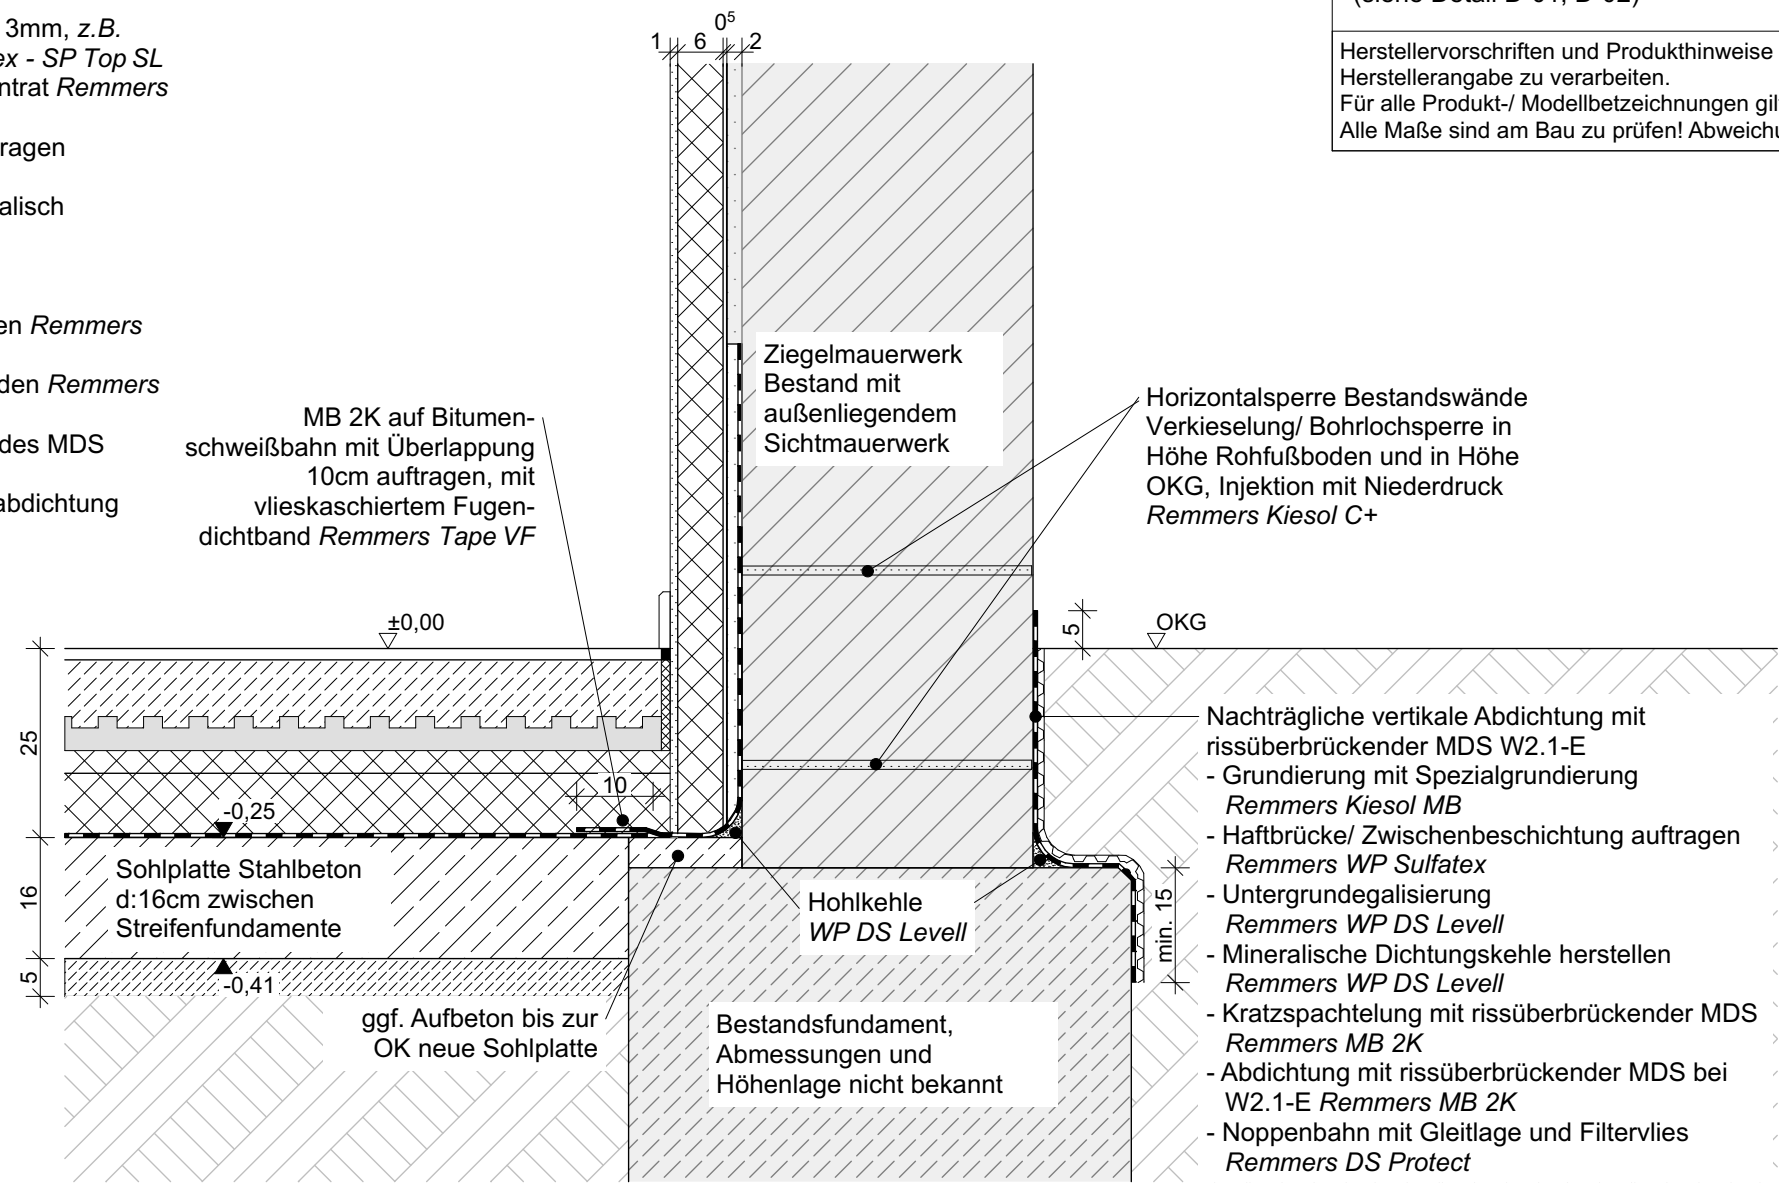 3mm, z.B.
ex - SP Top SL
ntrat Remmers
ragen
alisch
en Remmers
den Remmers
des MDS
abdichtung
1 6 0⁵ 2
(siehe Detail D-01, D-02)
Herstellervorschriften und Produkthinweise
Herstellerangabe zu verarbeiten.
Für alle Produkt-/ Modellbetzeichnungen gil
Alle Maße sind am Bau zu prüfen! Abweichu
MB 2K auf Bitumen-
schweißbahn mit Überlappung
10cm auftragen, mit
vlieskaschiertem Fugen-
dichtband Remmers Tape VF
Ziegelmauerwerk
Bestand mit
außenliegendem
Sichtmauerwerk
Horizontalsperre Bestandswände
Verkieselung/ Bohrlochsperre in
Höhe Rohfußboden und in Höhe
OKG, Injektion mit Niederdruck
Remmers Kiesol C+
±0,00
5
OKG
25
10
-0,25
16
Sohlplatte Stahlbeton
d:16cm zwischen
Streifenfundamente
5
-0,41
Hohlkehle
WP DS Levell
min. 15
ggf. Aufbeton bis zur
OK neue Sohlplatte
Bestandsfundament,
Abmessungen und
Höhenlage nicht bekannt
Nachträgliche vertikale Abdichtung mit
rissüberbrückender MDS W2.1-E
- Grundierung mit Spezialgrundierung
Remmers Kiesol MB
- Haftbrücke/ Zwischenbeschichtung auftragen
Remmers WP Sulfatex
- Untergrundegalisierung
Remmers WP DS Levell
- Mineralische Dichtungskehle herstellen
Remmers WP DS Levell
- Kratzspachtelung mit rissüberbrückender MDS
Remmers MB 2K
- Abdichtung mit rissüberbrückender MDS bei
W2.1-E Remmers MB 2K
- Noppenbahn mit Gleitlage und Filtervlies
Remmers DS Protect